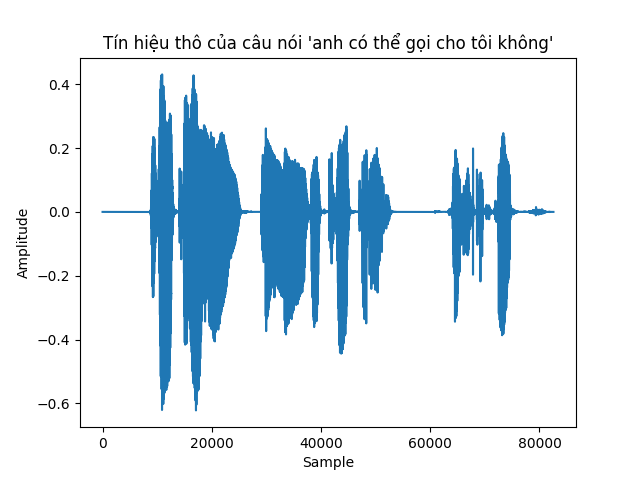 Tín hiệu thô của câu nói 'anh có thể gọi cho tôi không'
Amplitude
0.4
0.2
0.0
−0.2
−0.4
−0.6
0 20000 40000 60000 80000
Sample